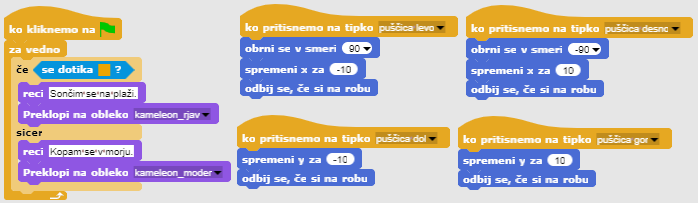 ko kliknemo na
za vedno
če se dotika ?
reci Sončim se na plaži.
Preklopi na obleko kameleon_rjav
sicer
reci Kopam se v morju.
Preklopi na obleko kameleon_moder
ko pritisnemo na tipko puščica levo
obrni se v smeri 90
spremeni x za -10
odbij se, če si na robu
ko pritisnemo na tipko puščica desno
obrni se v smeri -90
spremeni x za 10
odbij se, če si na robu
ko pritisnemo na tipko puščica dol
spremeni y za -10
odbij se, če si na robu
ko pritisnemo na tipko puščica gor
spremeni y za 10
odbij se, če si na robu